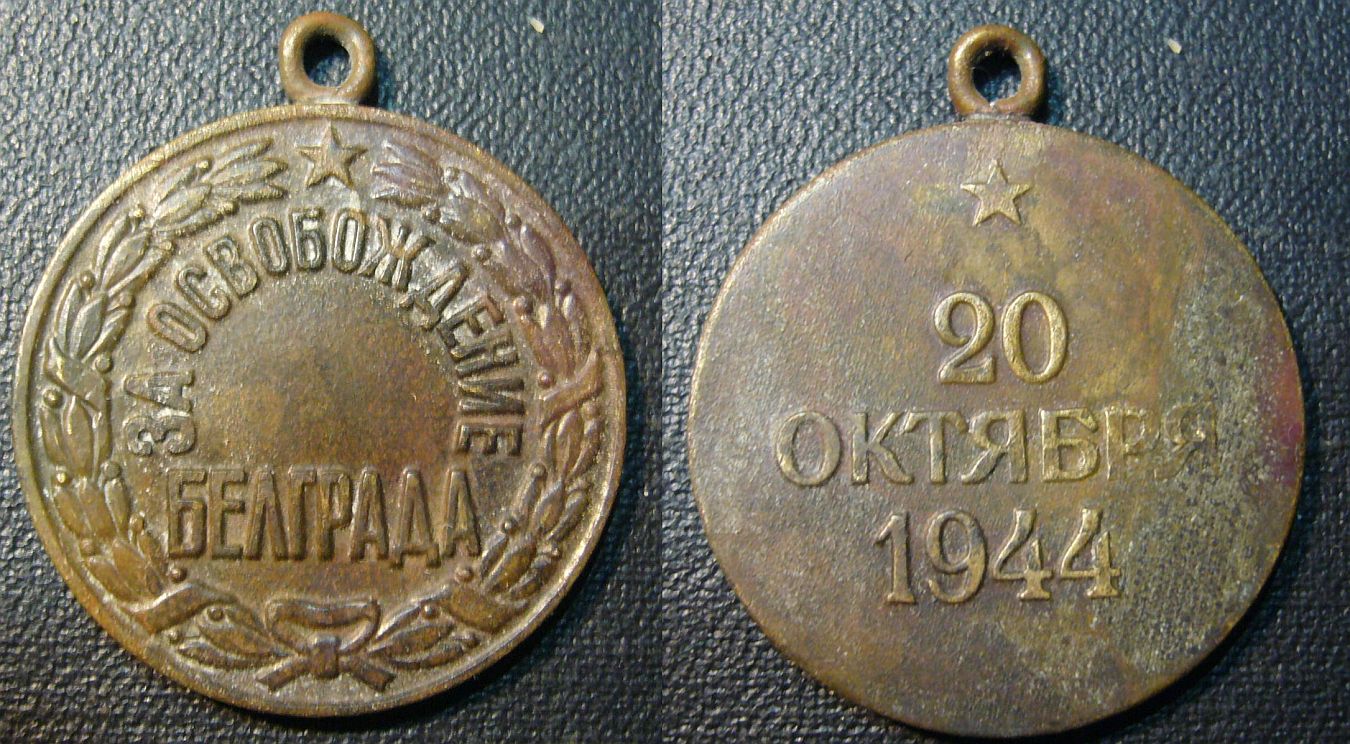 ЗА ОСВОБОЖДЕНИЕ
БЕЛГРАДА
20
ОКТЯБРЯ
1944